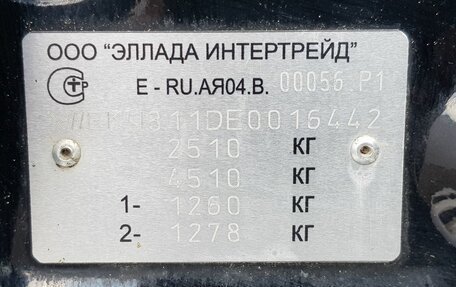 ООО “ЭЛЛАДА ИНТЕРТРЕЙД”
E - RU.АЯ04.В. 00056 Р1
2510 КГ
4510 КГ
1- 1260 КГ
2- 1278 КГ